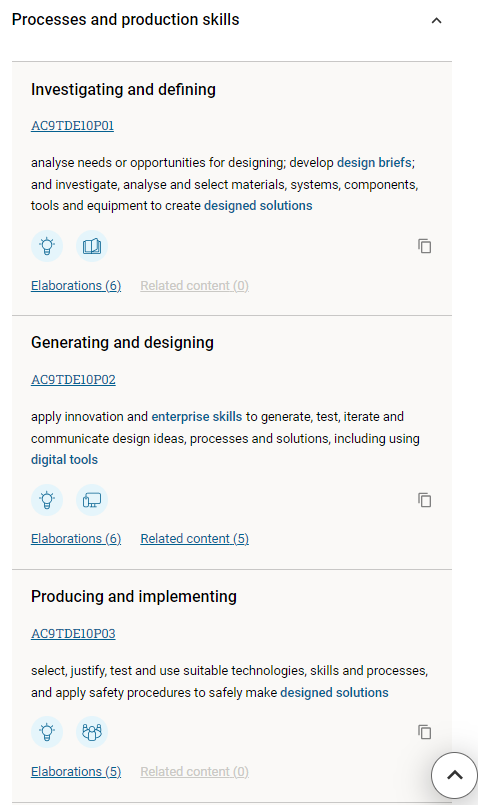 Processes and production skills
Investigating and defining
AC9TDE10P01
analyse needs or opportunities for designing; develop design briefs;
and investigate, analyse and select materials, systems, components,
tools and equipment to create designed solutions
Elaborations (6) Related content (0)
Generating and designing
AC9TDE10P02
apply innovation and enterprise skills to generate, test, iterate and
communicate design ideas, processes and solutions, including using
digital tools
Elaborations (6) Related content (5)
Producing and implementing
AC9TDE10P03
select, justify, test and use suitable technologies, skills and processes,
and apply safety procedures to safely make designed solutions
Elaborations (5) Related content (0)